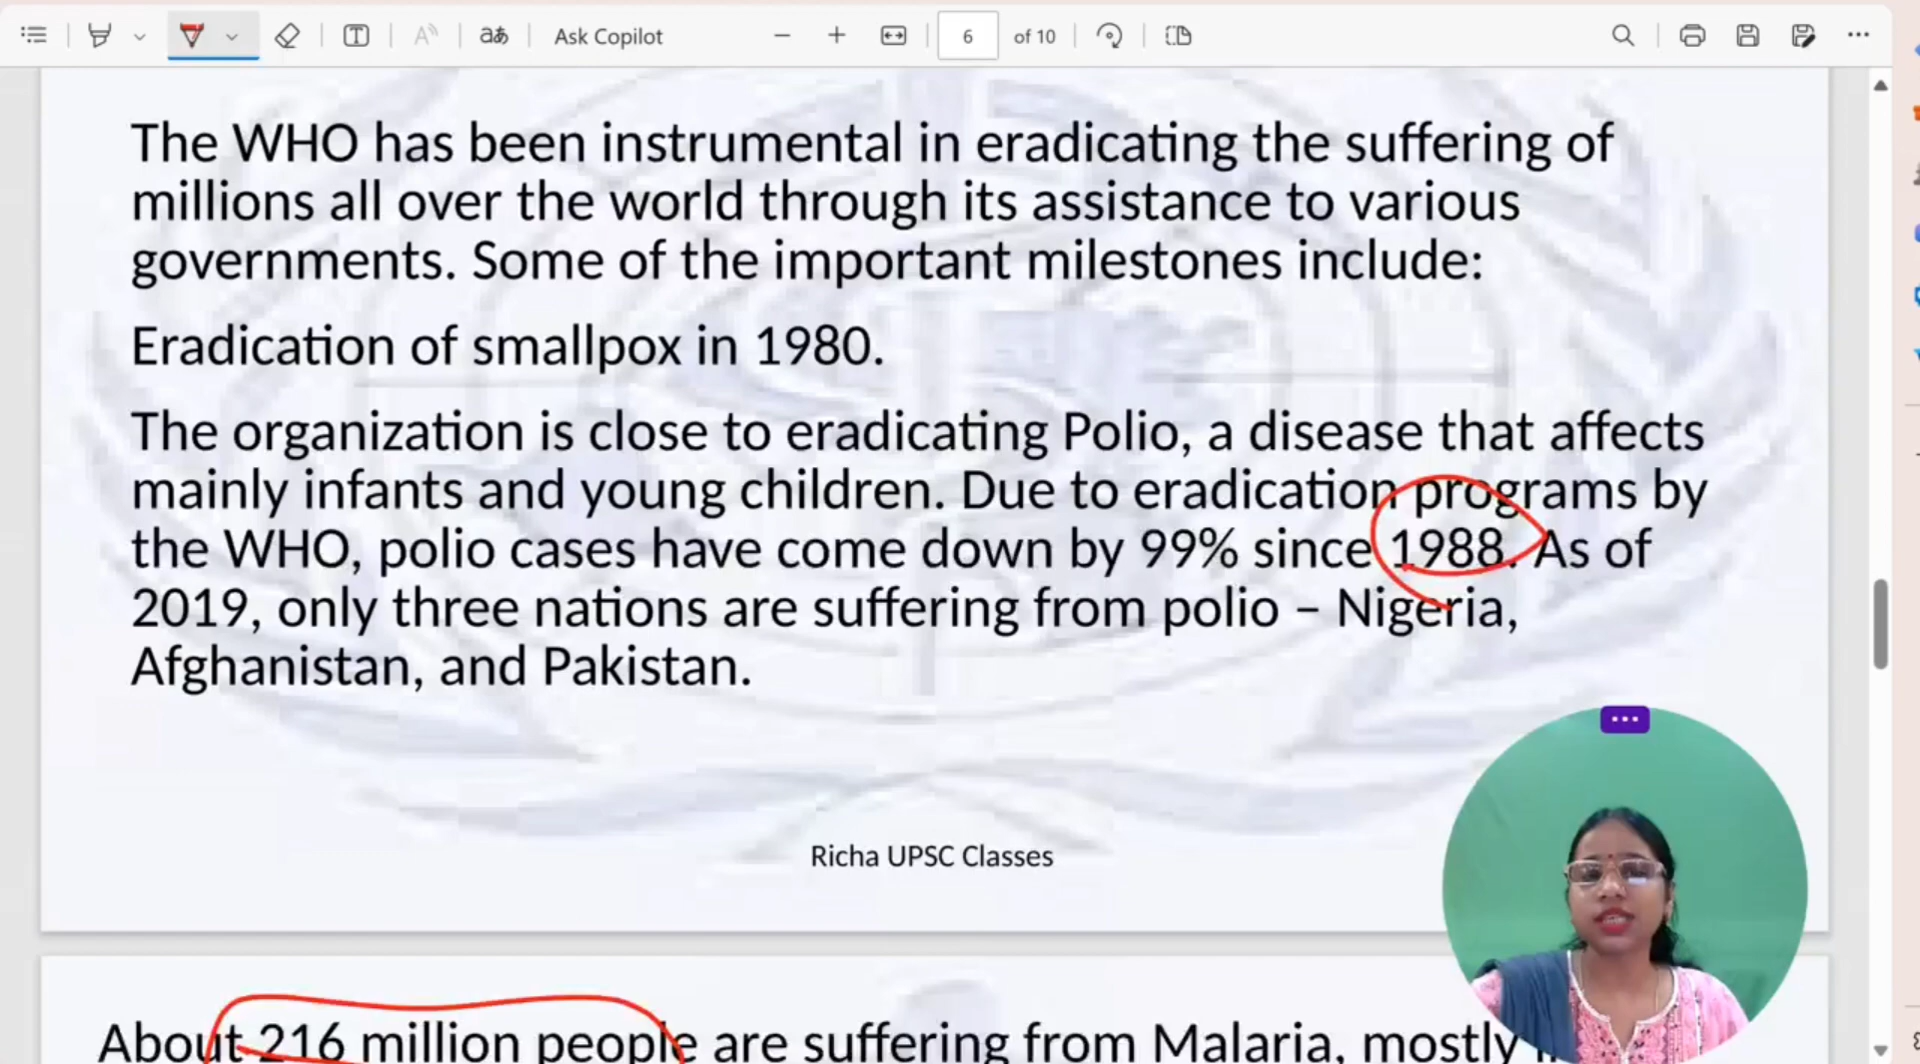 Ask Copilot
6 of 10
The WHO has been instrumental in eradicating the suffering of
millions all over the world through its assistance to various
governments. Some of the important milestones include:
Eradication of smallpox in 1980.
The organization is close to eradicating Polio, a disease that affects
mainly infants and young children. Due to eradication programs by
the WHO, polio cases have come down by 99% since 1988. As of
2019, only three nations are suffering from polio – Nigeria,
Afghanistan, and Pakistan.
Richa UPSC Classes
About 216 million people are suffering from Malaria, mostly